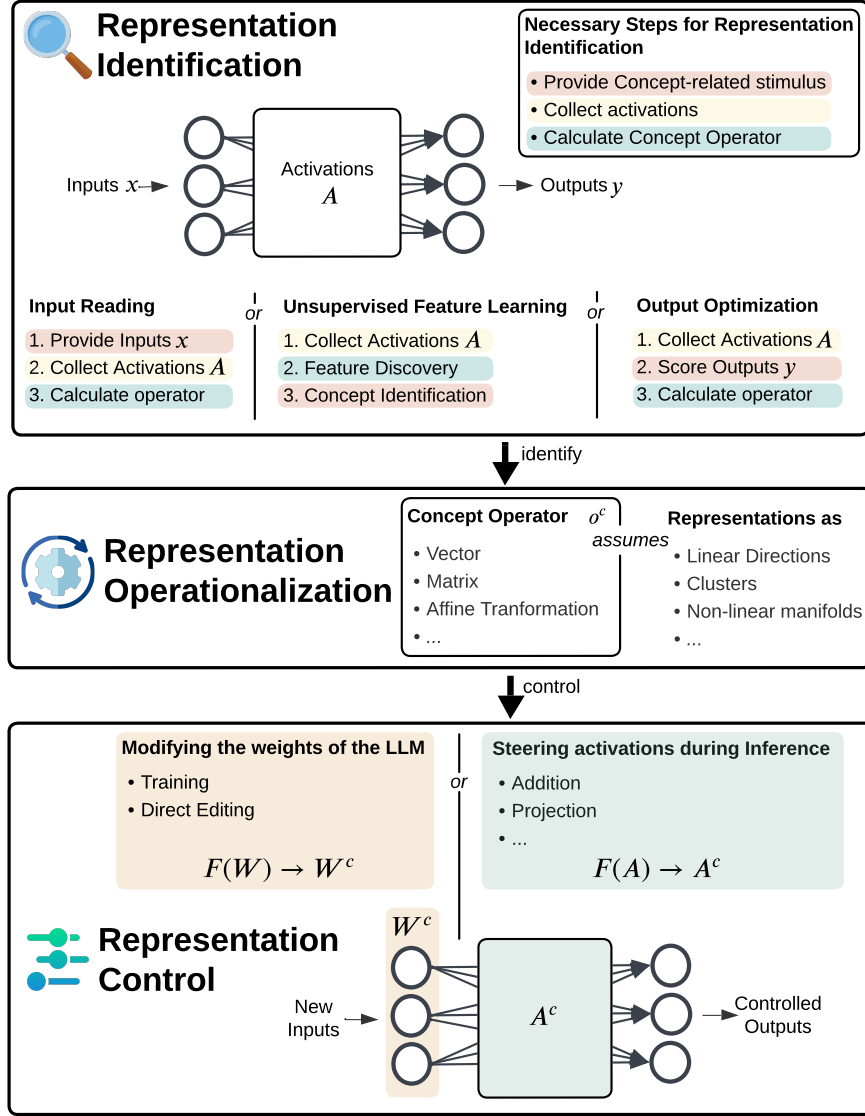 Representation
Identification
Necessary Steps for Representation
Identification
• Provide Concept-related stimulus
• Collect activations
• Calculate Concept Operator
Inputs x
Activations
A
Outputs y
Input Reading
1. Provide Inputs x
2. Collect Activations A
3. Calculate operator
or
Unsupervised Feature Learning
1. Collect Activations A
2. Feature Discovery
3. Concept Identification
or
Output Optimization
1. Collect Activations A
2. Score Outputs y
3. Calculate operator
identify
Representation
Operationalization
Concept Operator o^c
• Vector
• Matrix
• Affine Tranformation
• ...
assumes
Representations as
• Linear Directions
• Clusters
• Non-linear manifolds
• ...
control
Modifying the weights of the LLM
• Training
• Direct Editing
F(W) → W^c
or
Steering activations during Inference
• Addition
• Projection
• ...
F(A) → A^c
Representation
Control
W^c
New
Inputs
A^c
Controlled
Outputs